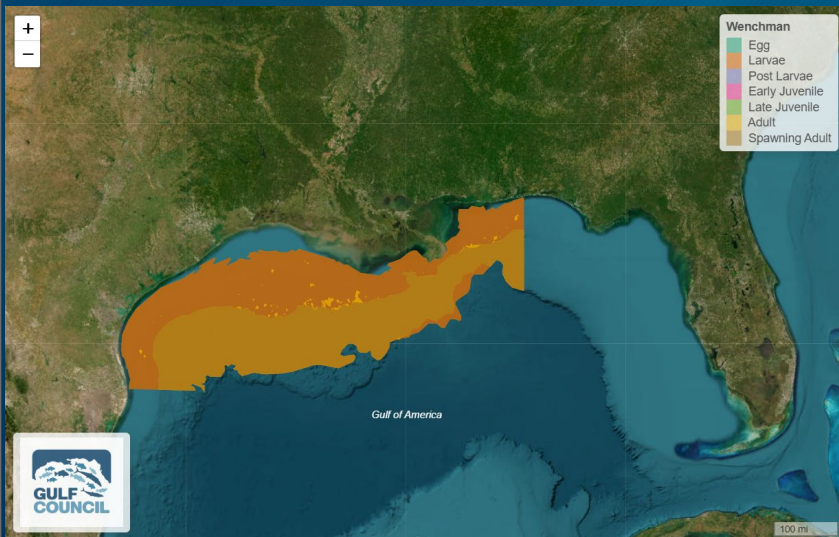 +
−
Wenchman
Egg
Larvae
Post Larvae
Early Juvenile
Late Juvenile
Adult
Spawning Adult
Gulf of America
GULF
COUNCIL
100 mi